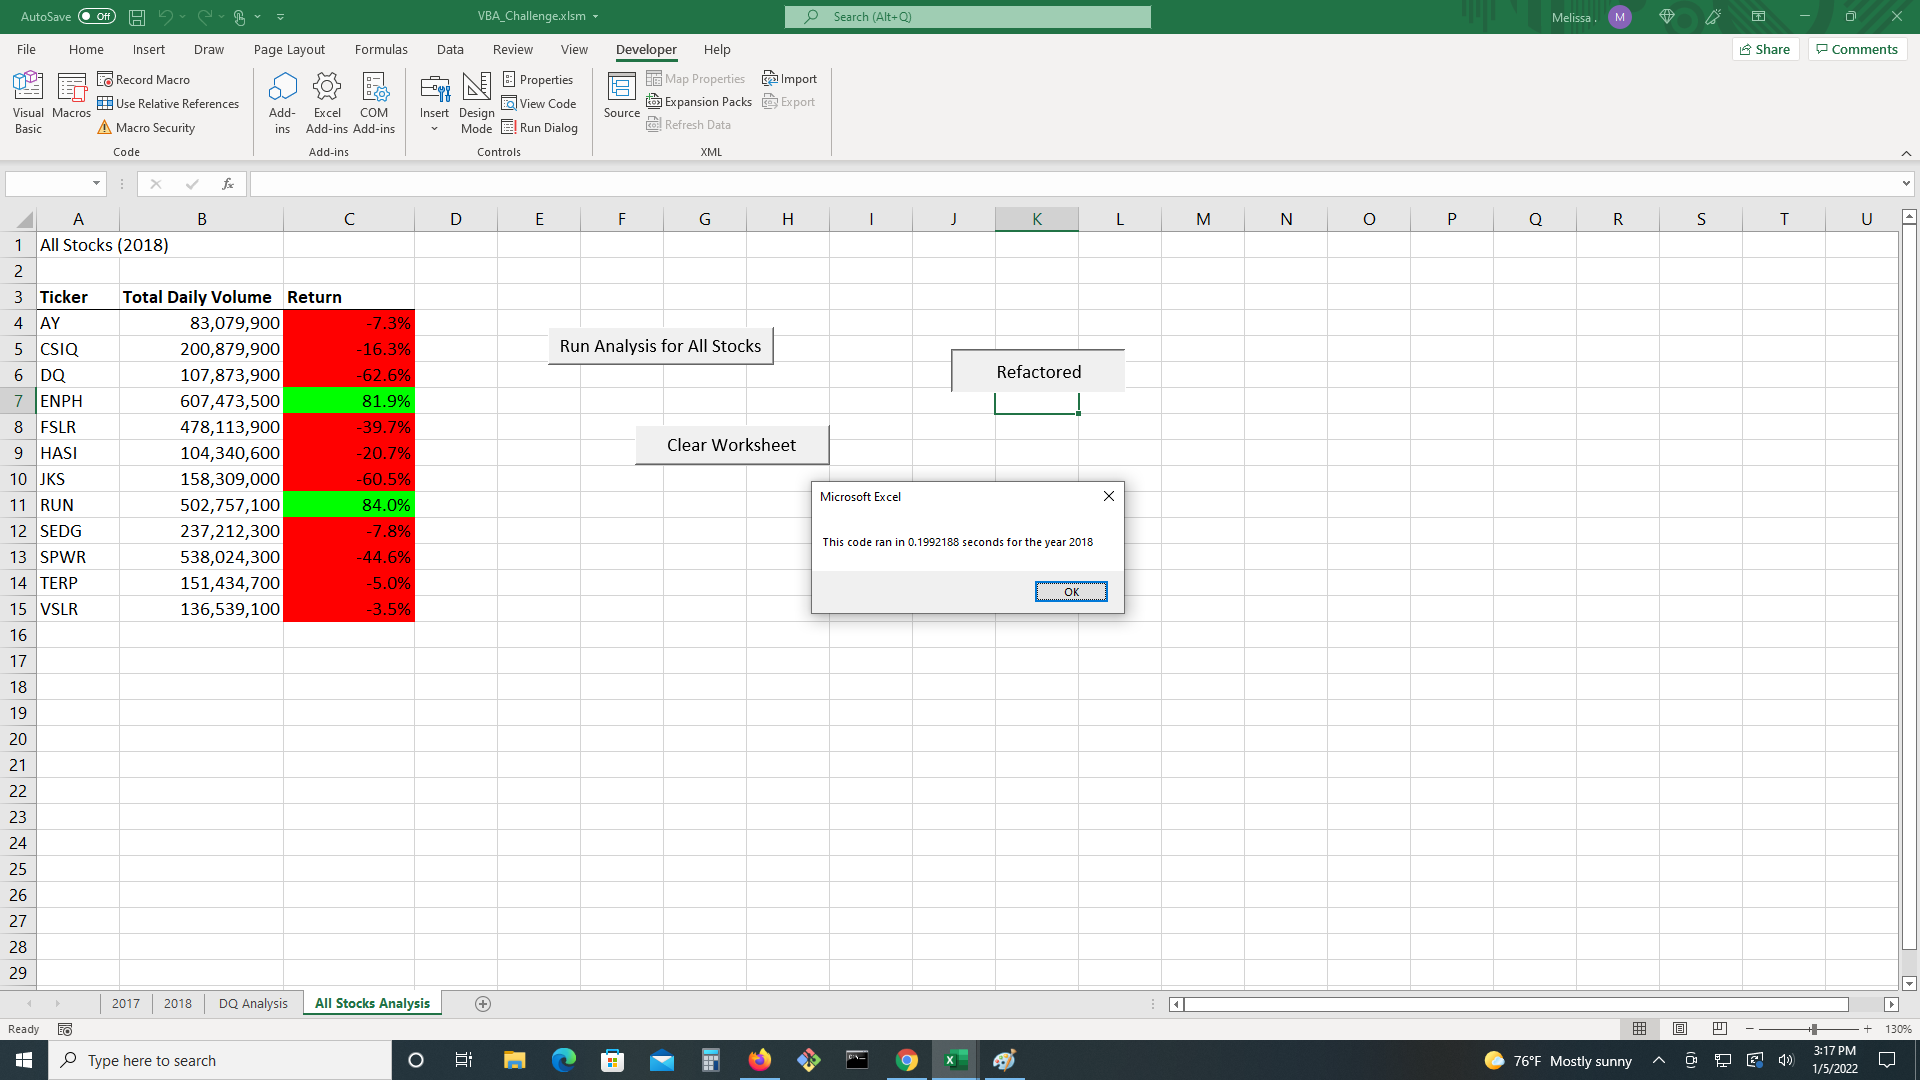 AutoSave Off VBA_Challenge.xlsm Search (Alt+Q) Melissa . M
File Home Insert Draw Page Layout Formulas Data Review View Developer Help Share Comments
Visual Basic Macros Record Macro Use Relative References Macro Security
Add-ins Excel Add-ins COM Add-ins
Insert Design Mode Properties View Code Run Dialog
Source Map Properties Expansion Packs Refresh Data Import Export
Code Add-ins Controls XML
fx
A B C D E F G H I J K L M N O P Q R S T U
1 All Stocks (2018)
2
3 Ticker Total Daily Volume Return
4 AY 83,079,900 -7.3%
5 CSIQ 200,879,900 -16.3%
6 DQ 107,873,900 -62.6%
7 ENPH 607,473,500 81.9%
8 FSLR 478,113,900 -39.7%
9 HASI 104,340,600 -20.7%
10 JKS 158,309,000 -60.5%
11 RUN 502,757,100 84.0%
12 SEDG 237,212,300 -7.8%
13 SPWR 538,024,300 -44.6%
14 TERP 151,434,700 -5.0%
15 VSLR 136,539,100 -3.5%
16
17
18
19
20
21
22
23
24
25
26
27
28
29
Run Analysis for All Stocks
Refactored
Clear Worksheet
Microsoft Excel
This code ran in 0.1992188 seconds for the year 2018
OK
2017 2018 DQ Analysis All Stocks Analysis
Ready 130%
Type here to search 76°F Mostly sunny 3:17 PM
1/5/2022